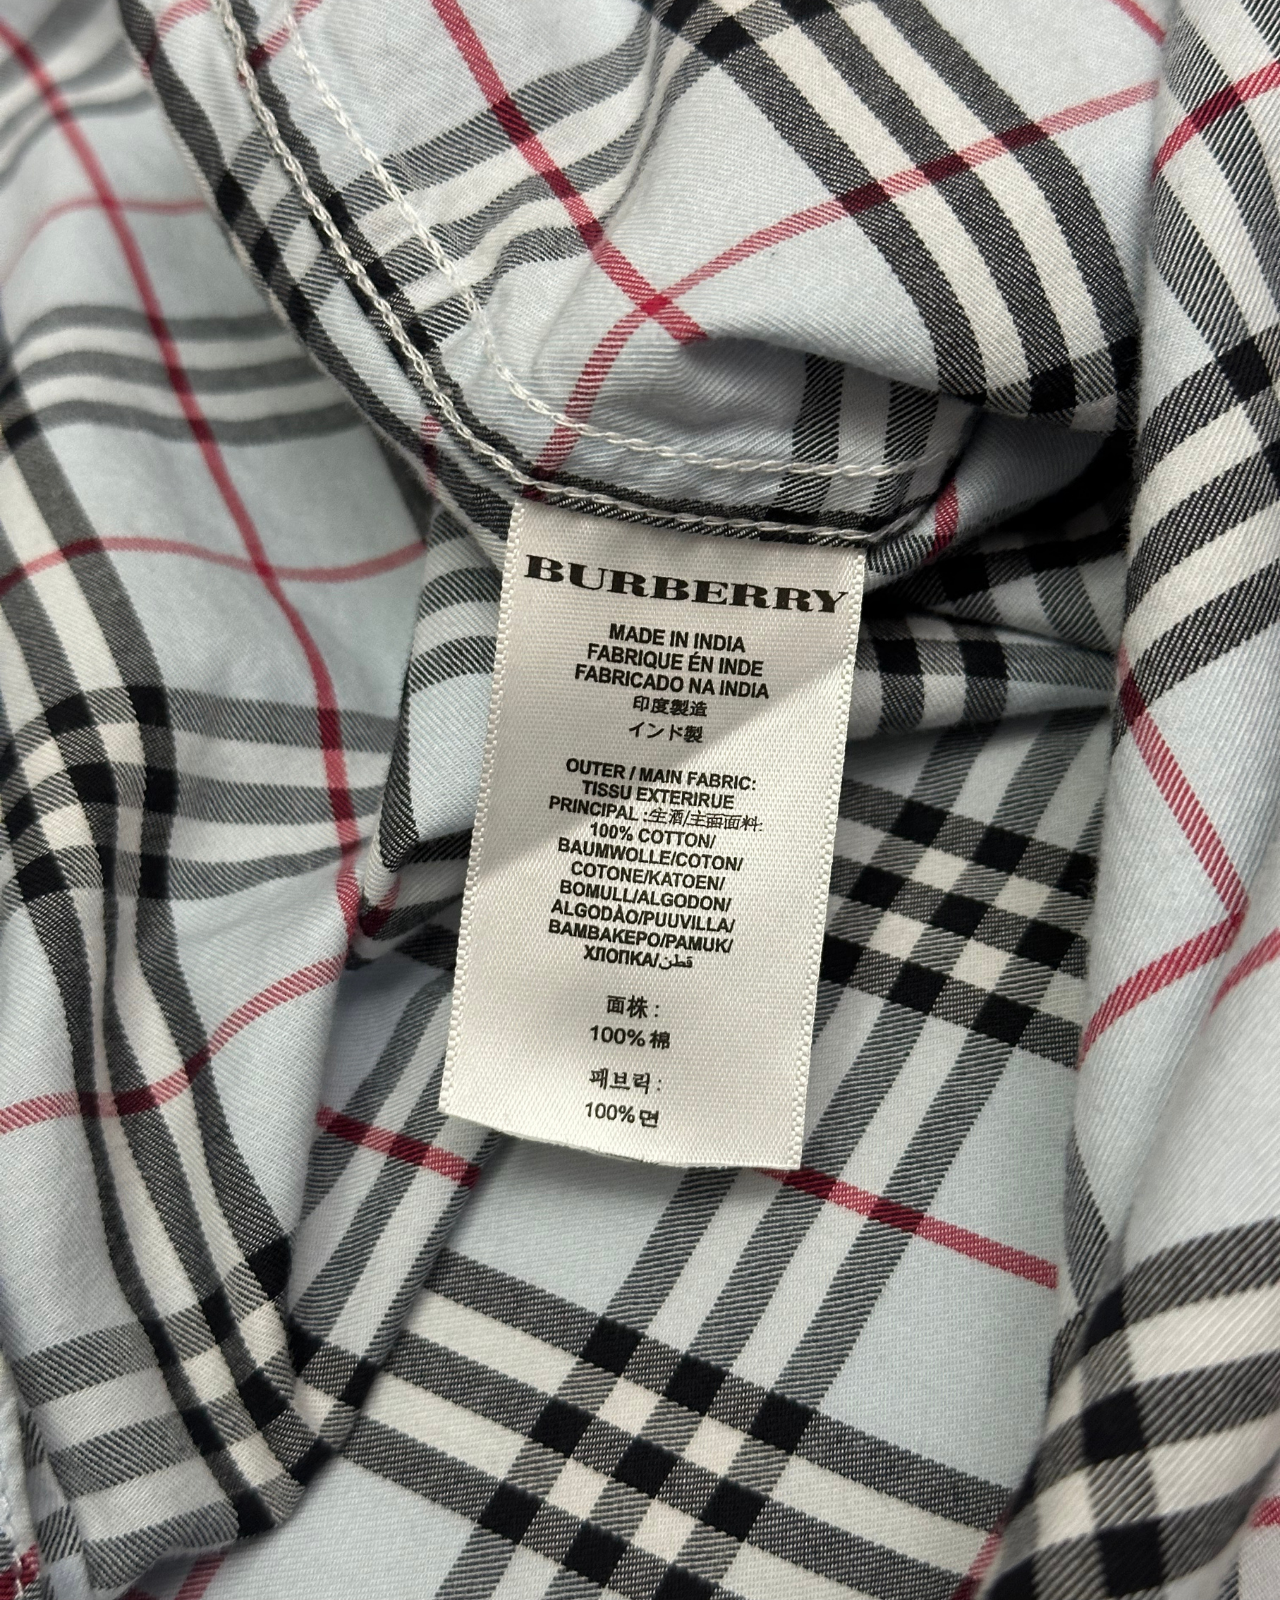 BURBERRY
MADE IN INDIA
FABRIQUE ÉN INDE
FABRICADO NA INDIA
印度製造
インド製
OUTER / MAIN FABRIC:
TISSU EXTERIRUE
PRINCIPAL :生酒/主面面料:
100% COTTON/
BAUMWOLLE/COTON/
COTONE/KATOEN/
BOMULL/ALGODON/
ALGODÀO/PUUVILLA/
BAMBAKEPO/PAMUK/
ХЛОПКА/قطن
面株:
100% 棉
패브릭:
100% 면